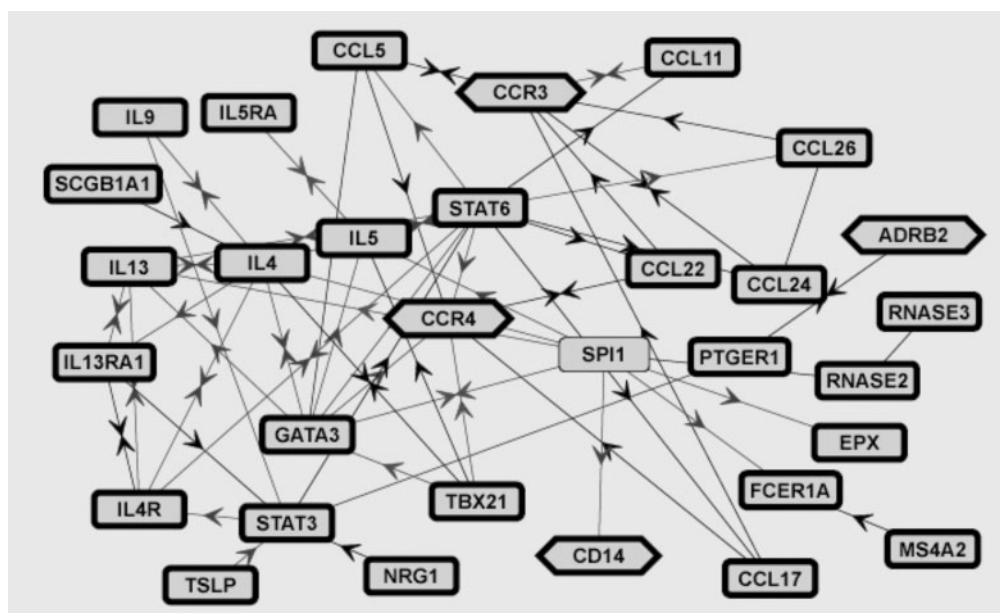 CCL5
CCL11
CCR3
IL9
IL5RA
CCL26
SCGB1A1
STAT6
IL5
ADRB2
IL13
IL4
CCL22
CCL24
CCR4
RNASE3
IL13RA1
SPI1
PTGER1
RNASE2
GATA3
EPX
FCER1A
IL4R
TBX21
STAT3
CD14
MS4A2
TSLP
NRG1
CCL17